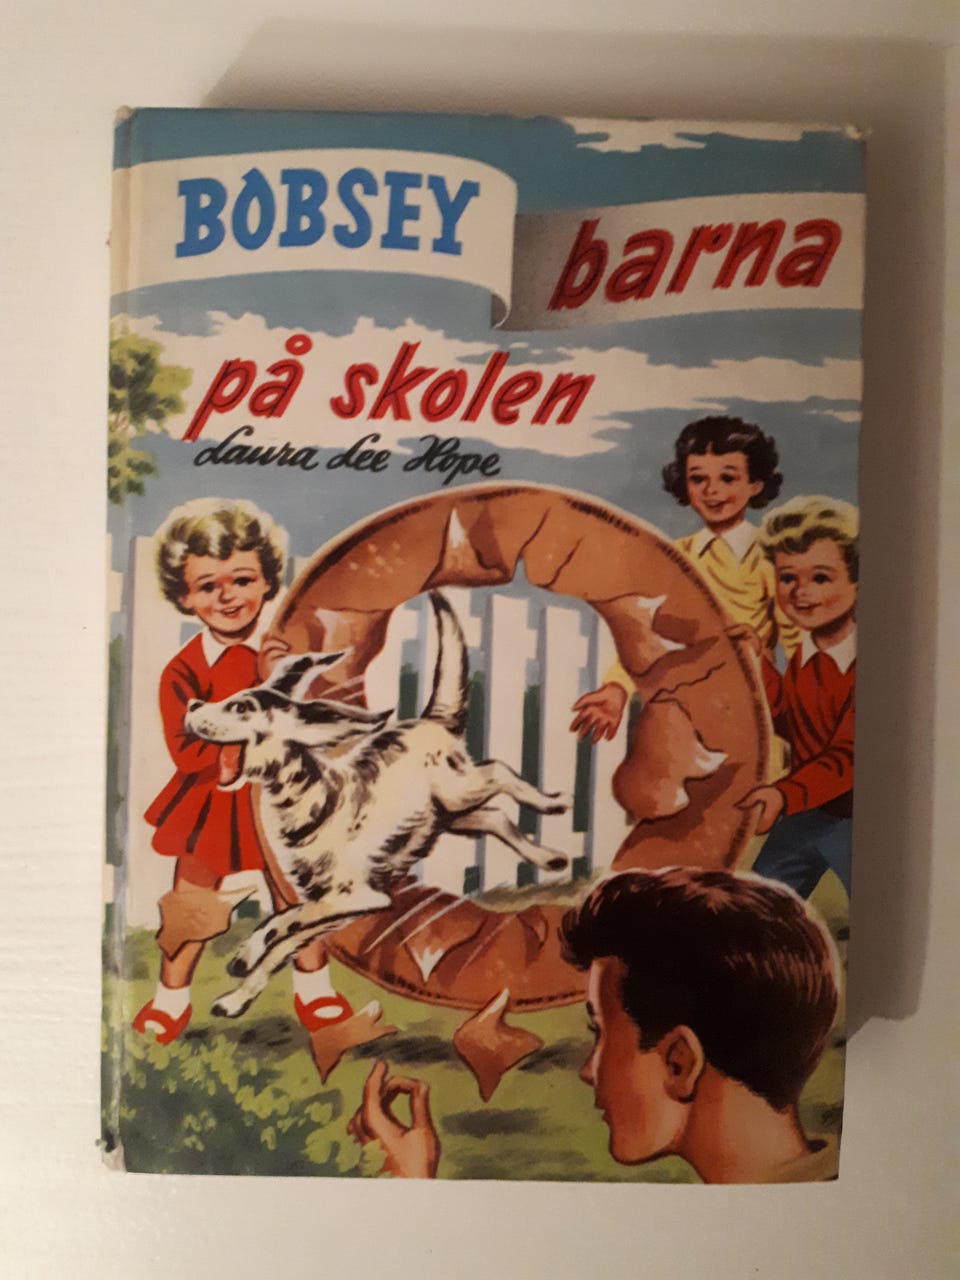 BOBSEY
barna
på skolen
Laura Lee Hope